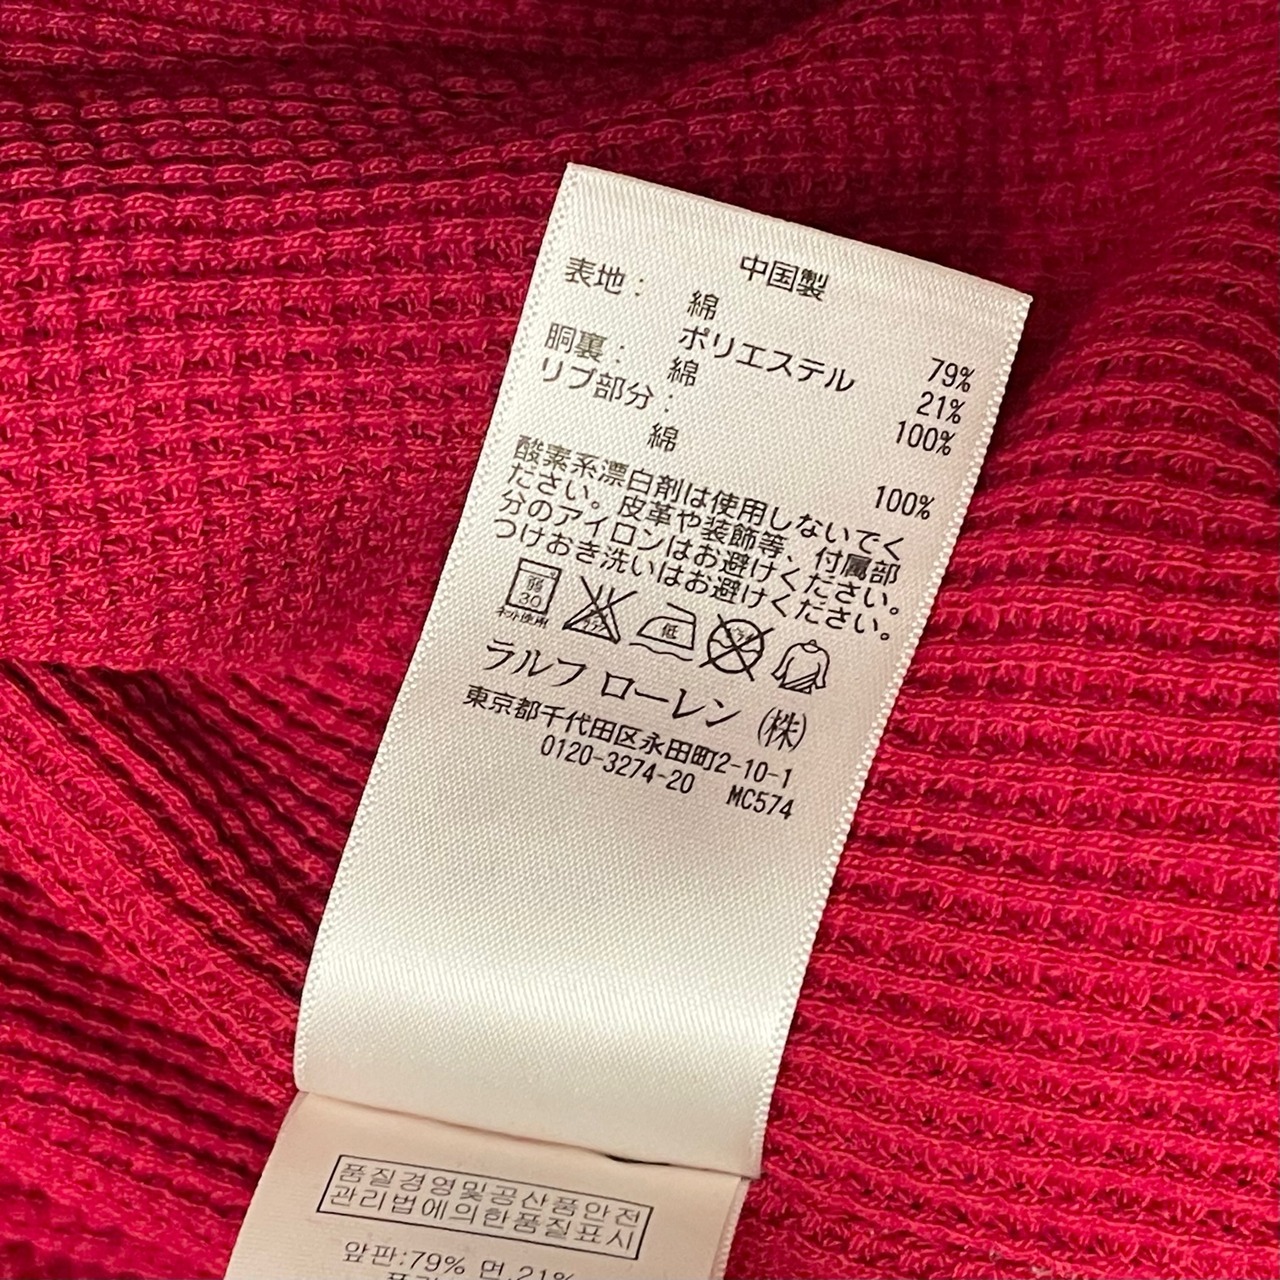 中国製
表地： 綿 79%
ポリエステル 21%
胴裏： 綿 100%
リブ部分：
綿 100%
酸素系漂白剤は使用しないでく
ださい。皮革や装飾等、付属部
分のアイロンはお避けください。
つけおき洗いはお避けください。
弱 30 低
ネット使用
ラルフ ローレン（株）
東京都千代田区永田町2-10-1
0120-3274-20 MC574
품질경영및공산품안전
관리법에의한품질표시
앞판:79% 면,21%